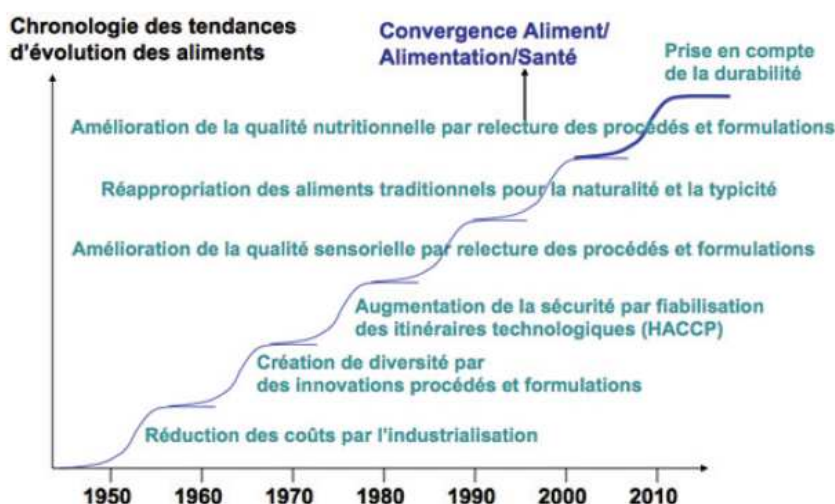 Chronologie des tendances
d'évolution des aliments
Convergence Aliment/
Alimentation/Santé
Prise en compte
de la durabilité
Amélioration de la qualité nutritionnelle par relecture des procédés et formulations
Réappropriation des aliments traditionnels pour la naturalité et la typicité
Amélioration de la qualité sensorielle par relecture des procédés et formulations
Augmentation de la sécurité par fiabilisation
des itinéraires technologiques (HACCP)
Création de diversité par
des innovations procédés et formulations
Réduction des coûts par l'industrialisation
1950 1960 1970 1980 1990 2000 2010